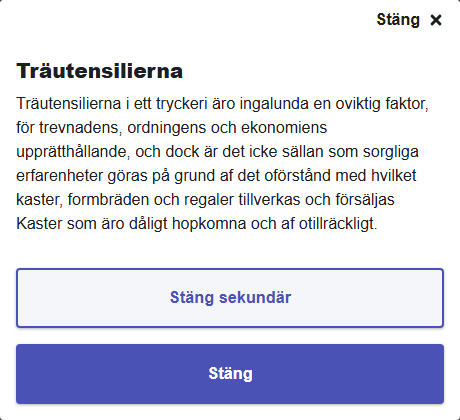 Stäng
Träutensilierna
Träutensilierna i ett tryckeri äro ingalunda en oviktig faktor,
för trevnadens, ordningens och ekonomiens
upprätthållande, och dock är det icke sällan som sorgliga
erfarenheter göras på grund af det oförstånd med hvilket
kaster, formbräden och regaler tillverkas och försäljas
Kaster som äro dåligt hopkomna och af otillräckligt.
Stäng sekundär
Stäng